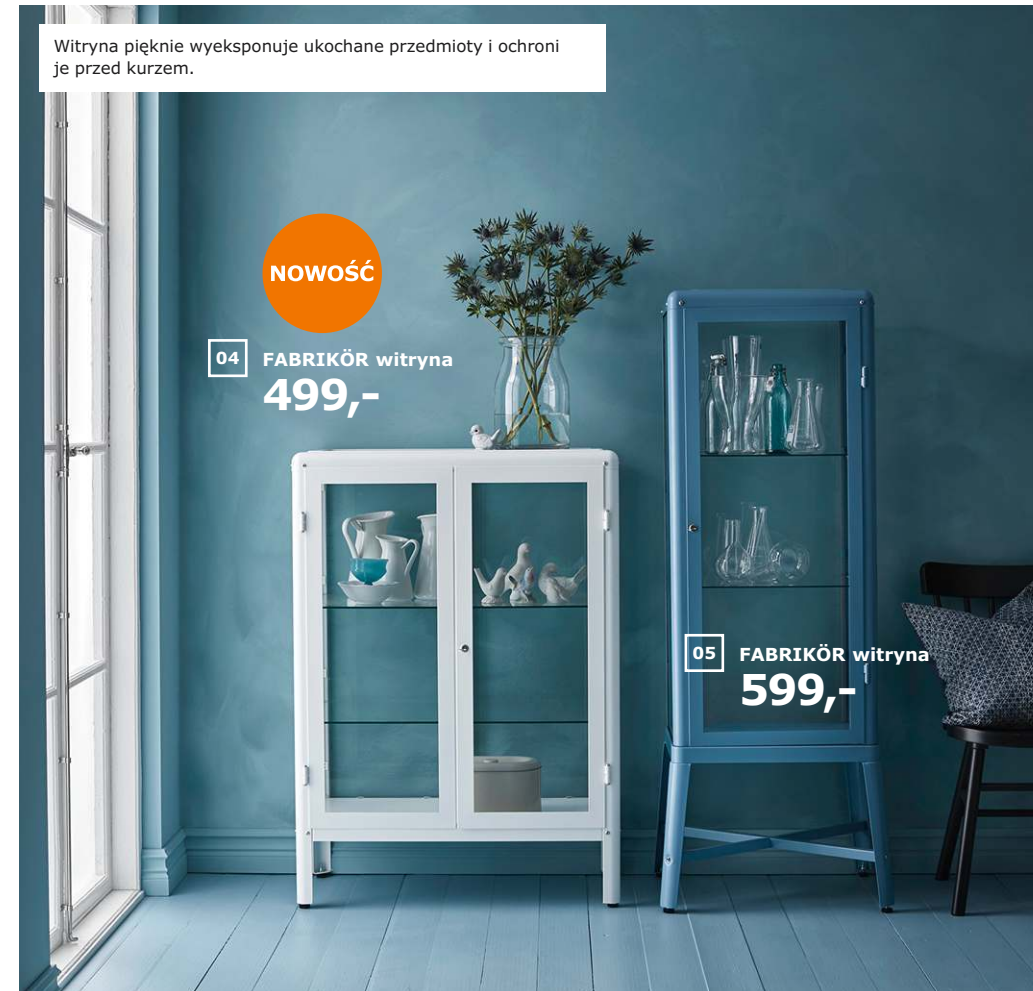 Witryna pięknie wyeksponuje ukochane przedmioty i ochroni
je przed kurzem.
NOWOŚĆ
04 FABRIKÖR witryna
499,-
05 FABRIKÖR witryna
599,-